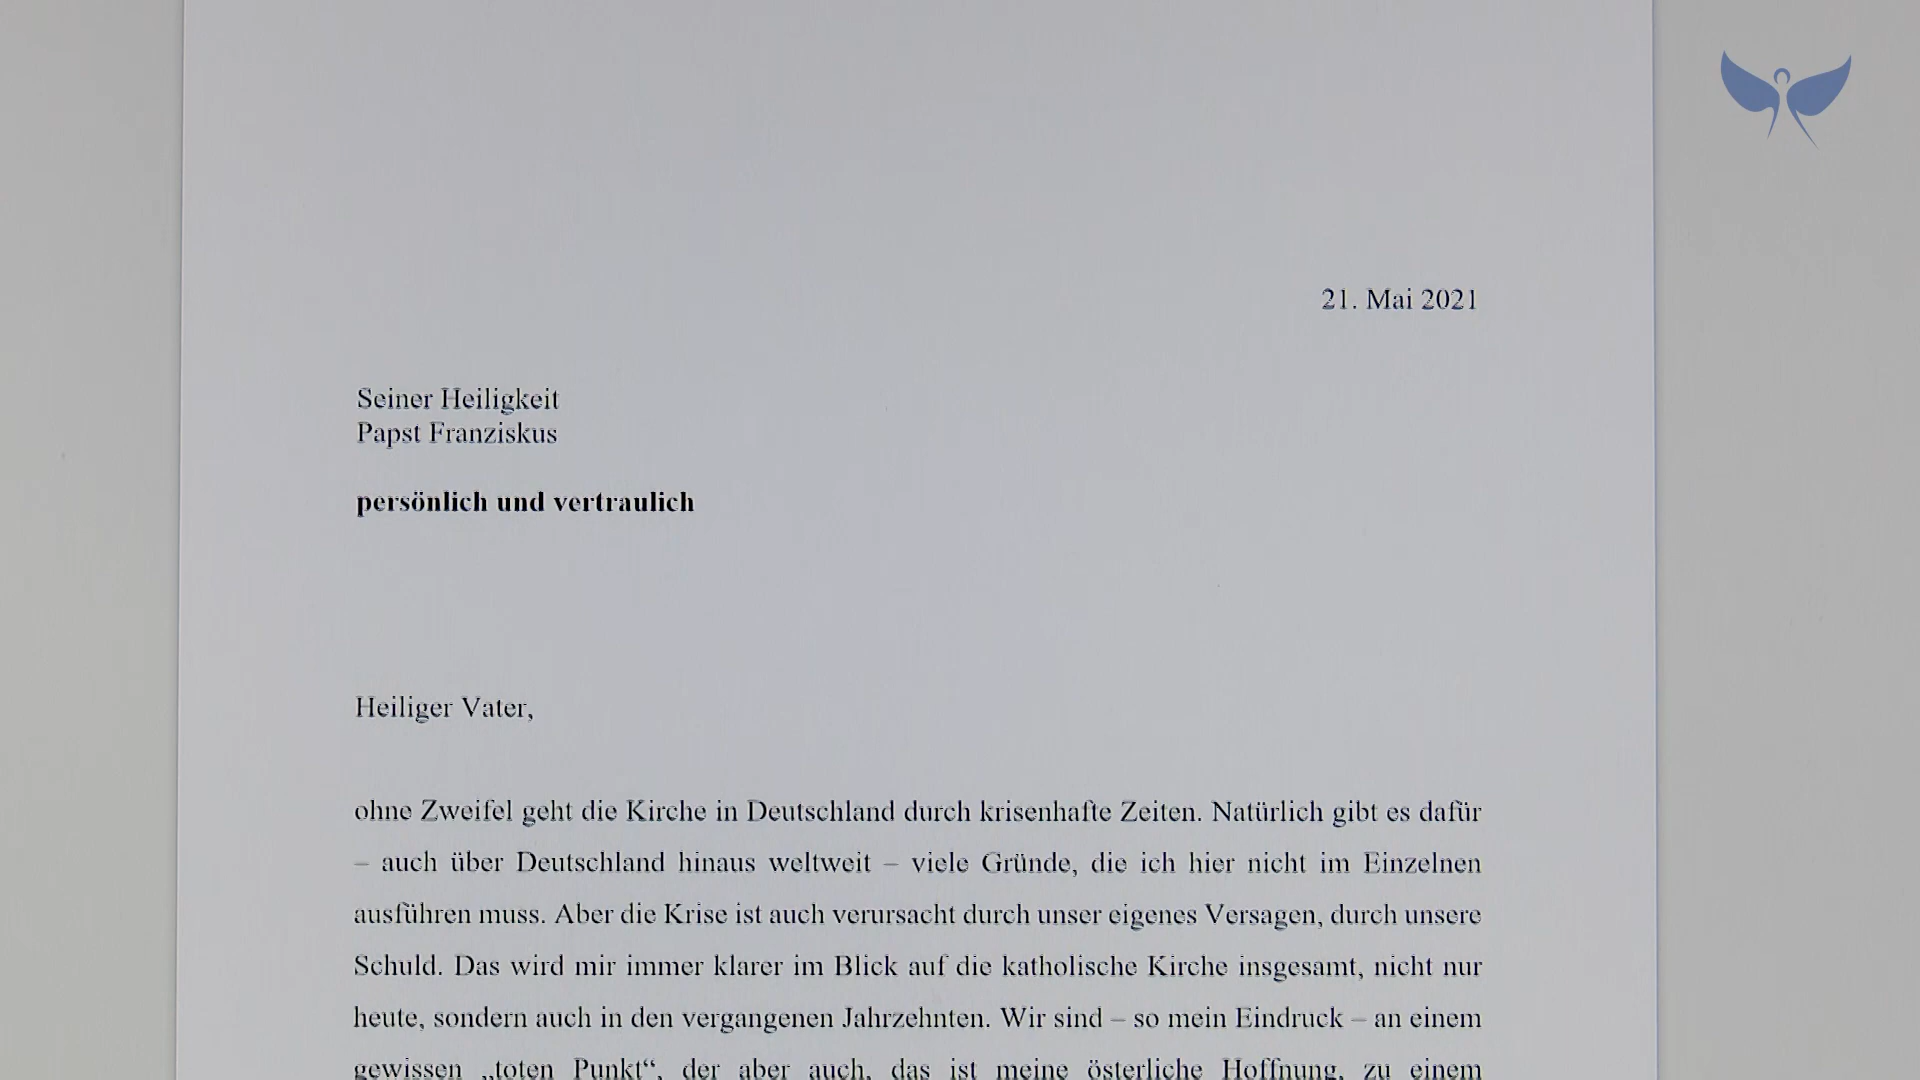 21. Mai 2021
Seiner Heiligkeit
Papst Franziskus
persönlich und vertraulich
Heiliger Vater,
ohne Zweifel geht die Kirche in Deutschland durch krisenhafte Zeiten. Natürlich gibt es dafür
– auch über Deutschland hinaus weltweit – viele Gründe, die ich hier nicht im Einzelnen
ausführen muss. Aber die Krise ist auch verursacht durch unser eigenes Versagen, durch unsere
Schuld. Das wird mir immer klarer im Blick auf die katholische Kirche insgesamt, nicht nur
heute, sondern auch in den vergangenen Jahrzehnten. Wir sind – so mein Eindruck – an einem
gewissen „toten Punkt“, der aber auch, das ist meine österliche Hoffnung, zu einem